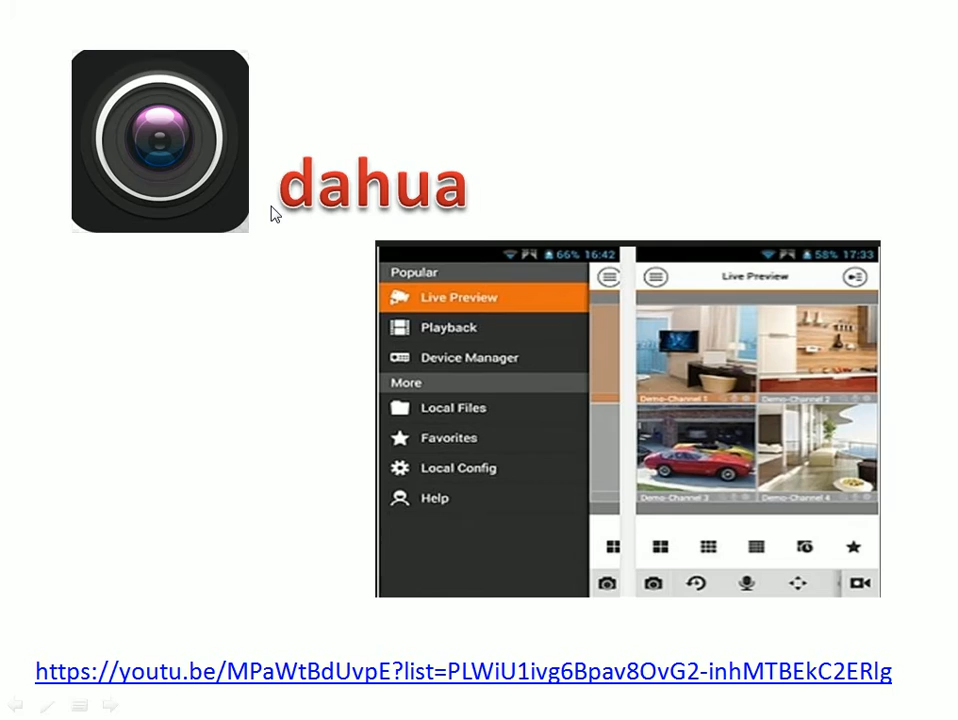 dahua
66% 16:42
Popular
Live Preview
Playback
Device Manager
More
Local Files
Favorites
Local Config
Help
58% 17:33
Live Preview
Demo-Channel 1
Demo-Channel 2
Demo-Channel 3
Demo-Channel 4
https://youtu.be/MPaWtBdUvpE?list=PLWiU1ivg6Bpav8OvG2-inhMTBEkC2ERlg